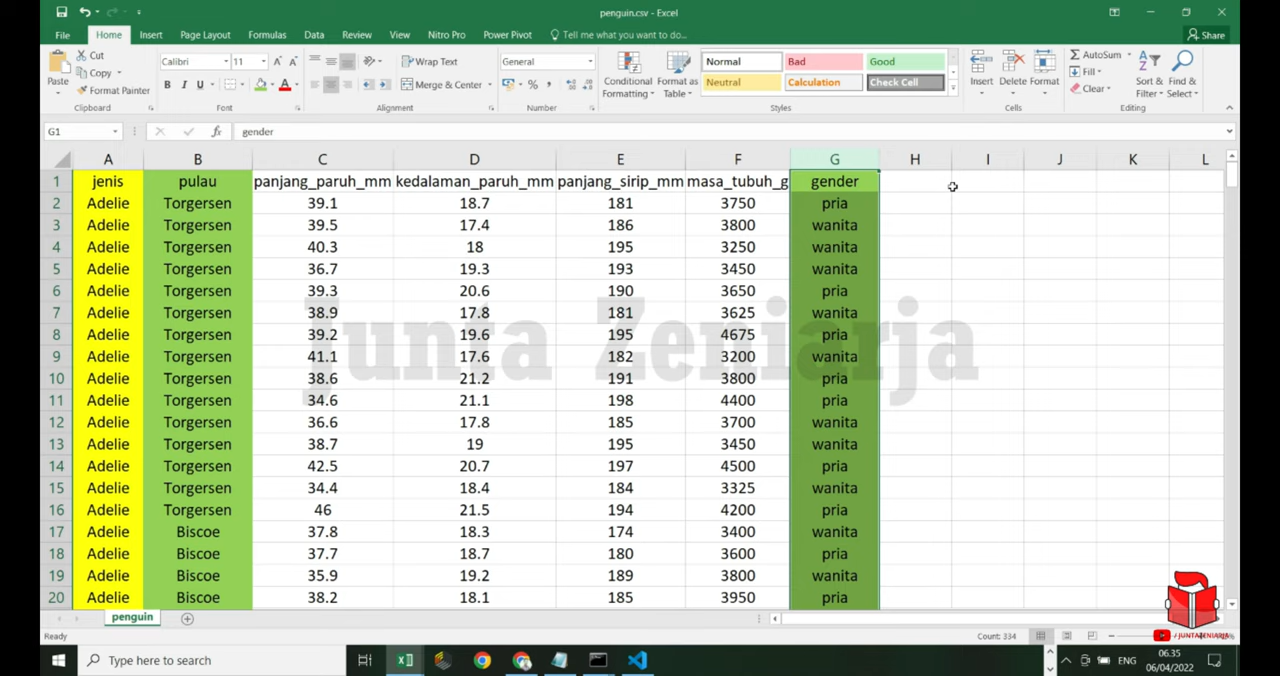 penguin.csv - Excel
File Home Insert Page Layout Formulas Data Review View Nitro Pro Power Pivot Tell me what you want to do... Share
Paste Cut Copy Format Painter
Clipboard
Calibri 11 A A
B I U A
Font
Wrap Text
Merge & Center
Alignment
General
%
Number
Conditional Formatting Format as Table
Normal Bad Good
Neutral Calculation Check Cell
Styles
Insert Delete Format
Cells
AutoSum
Fill
Clear
Sort & Filter Find & Select
Editing
G1 fx gender
A B C D E F G H I J K L
1 jenis pulau panjang_paruh_mm kedalaman_paruh_mm panjang_sirip_mm masa_tubuh_g gender
2 Adelie Torgersen 39.1 18.7 181 3750 pria
3 Adelie Torgersen 39.5 17.4 186 3800 wanita
4 Adelie Torgersen 40.3 18 195 3250 wanita
5 Adelie Torgersen 36.7 19.3 193 3450 wanita
6 Adelie Torgersen 39.3 20.6 190 3650 pria
7 Adelie Torgersen 38.9 17.8 181 3625 wanita
8 Adelie Torgersen 39.2 19.6 195 4675 pria
9 Adelie Torgersen 41.1 17.6 182 3200 wanita
10 Adelie Torgersen 38.6 21.2 191 3800 pria
11 Adelie Torgersen 34.6 21.1 198 4400 pria
12 Adelie Torgersen 36.6 17.8 185 3700 wanita
13 Adelie Torgersen 38.7 19 195 3450 wanita
14 Adelie Torgersen 42.5 20.7 197 4500 pria
15 Adelie Torgersen 34.4 18.4 184 3325 wanita
16 Adelie Torgersen 46 21.5 194 4200 pria
17 Adelie Biscoe 37.8 18.3 174 3400 wanita
18 Adelie Biscoe 37.7 18.7 180 3600 pria
19 Adelie Biscoe 35.9 19.2 189 3800 wanita
20 Adelie Biscoe 38.2 18.1 185 3950 pria
Junta Zeniarja
penguin
Ready Count: 334
/JUNTAZENIARJA
Type here to search
ENG
06.35
06/04/2022